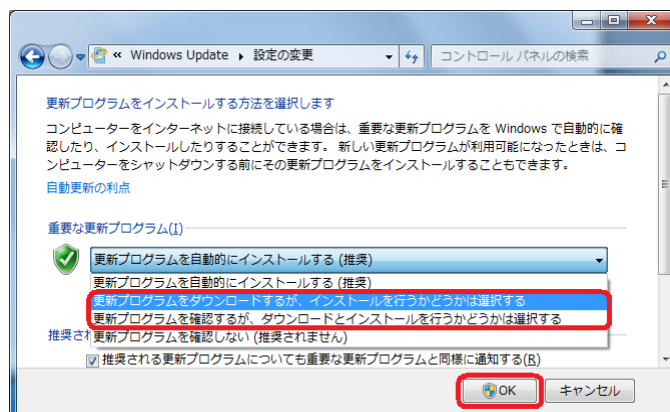 « Windows Update ▸ 設定の変更
コントロール パネルの検索
更新プログラムをインストールする方法を選択します
コンピューターをインターネットに接続している場合は、重要な更新プログラムを Windows で自動的に確
認したり、インストールしたりすることができます。 新しい更新プログラムが利用可能になったときは、コ
ンピューターをシャットダウンする前にその更新プログラムをインストールすることもできます。
自動更新の利点
重要な更新プログラム(I)
更新プログラムを自動的にインストールする (推奨)
更新プログラムを自動的にインストールする (推奨)
更新プログラムをダウンロードするが、インストールを行うかどうかは選択する
更新プログラムを確認するが、ダウンロードとインストールを行うかどうかは選択する
推奨さ
更新プログラムを確認しない (推奨されません)
推奨される更新プログラムについても重要な更新プログラムと同様に通知する(R)
OK
キャンセル